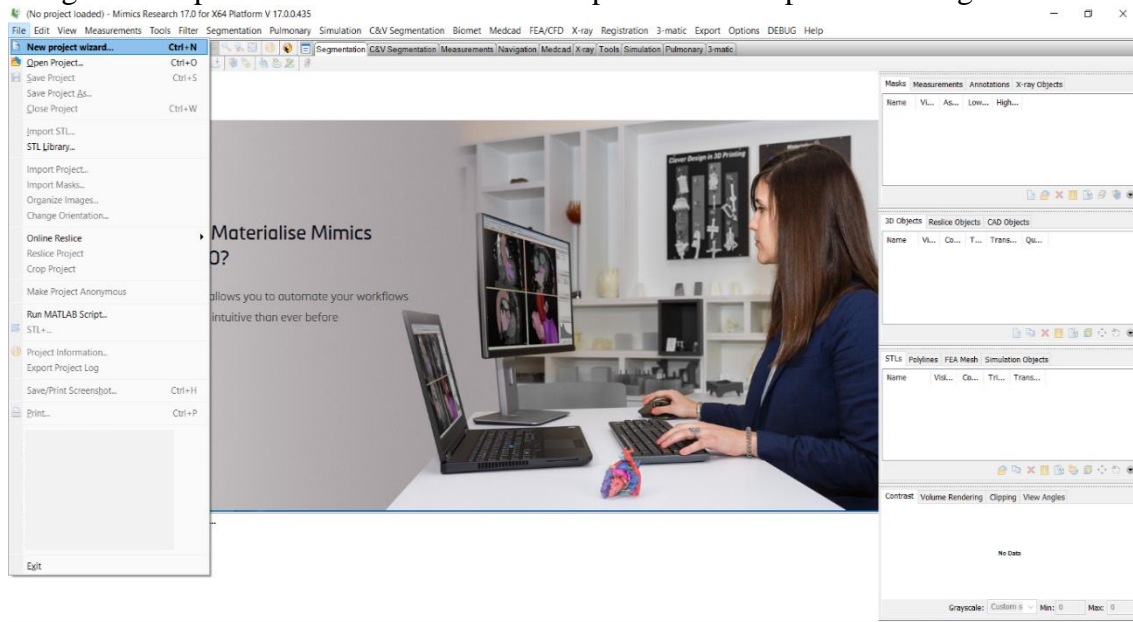 (No project loaded) - Mimics Research 17.0 for X64 Platform V 17.0.0.435
File Edit View Measurements Tools Filter Segmentation Pulmonary Simulation C&V Segmentation Biomet Medcad FEA/CFD X-ray Registration 3-matic Export Options DEBUG Help
Segmentation C&V Segmentation Measurements Navigation Medcad X-ray Tools Simulation Pulmonary 3-matic
New project wizard... Ctrl+N
Open Project... Ctrl+O
Save Project Ctrl+S
Save Project As...
Close Project Ctrl+W
Import STL...
STL Library...
Import Project...
Import Masks...
Organize Images...
Change Orientation...
Online Reslice
Reslice Project
Crop Project
Make Project Anonymous
Run MATLAB Script...
STL+...
Project Information...
Export Project Log
Save/Print Screenshot... Ctrl+H
Print... Ctrl+P
Exit
Materialise Mimics
0?
allows you to automate your workflows
intuitive than ever before
Clever Design in 3D Printing
Masks Measurements Annotations X-ray Objects
Name Vi... As... Low... High...
3D Objects Reslice Objects CAD Objects
Name Vi... Co... T... Trans... Qu...
STLs Polylines FEA Mesh Simulation Objects
Name Visi... Co... Tri... Trans...
Contrast Volume Rendering Clipping View Angles
No Data
Grayscale: Custom s Min: 0 Max: 0